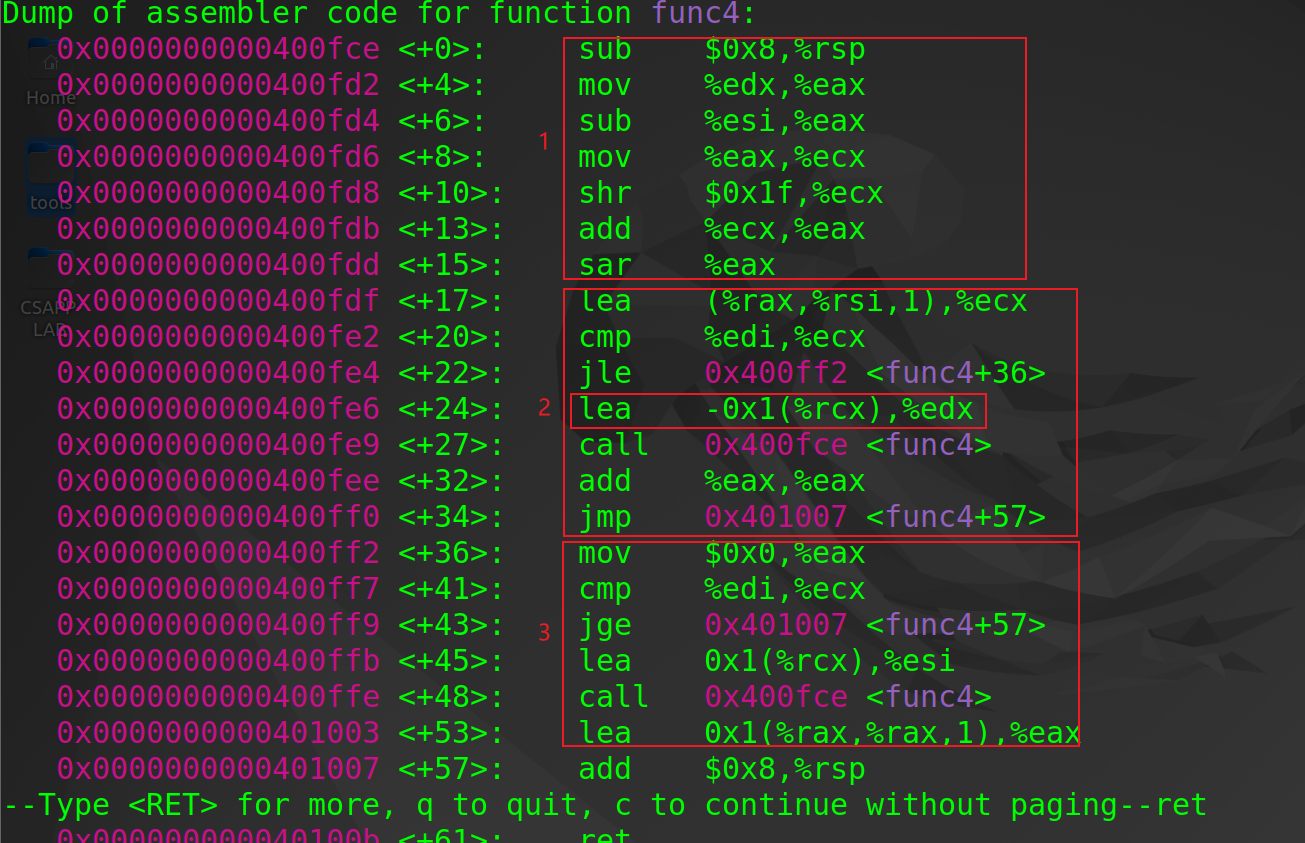 Dump of assembler code for function func4:
0x0000000000400fce <+0>: sub $0x8,%rsp
Home 0x0000000000400fd2 <+4>: mov %edx,%eax
0x0000000000400fd4 <+6>: sub %esi,%eax
1
0x0000000000400fd6 <+8>: mov %eax,%ecx
0x0000000000400fd8 <+10>: shr $0x1f,%ecx
tools
0x0000000000400fdb <+13>: add %ecx,%eax
0x0000000000400fdd <+15>: sar %eax
0x0000000000400fdf <+17>: lea (%rax,%rsi,1),%ecx
CSAPP
LAB
0x0000000000400fe2 <+20>: cmp %edi,%ecx
0x0000000000400fe4 <+22>: jle 0x400ff2 <func4+36>
0x0000000000400fe6 <+24>: 2 lea -0x1(%rcx),%edx
0x0000000000400fe9 <+27>: call 0x400fce <func4>
0x0000000000400fee <+32>: add %eax,%eax
0x0000000000400ff0 <+34>: jmp 0x401007 <func4+57>
0x0000000000400ff2 <+36>: mov $0x0,%eax
0x0000000000400ff7 <+41>: cmp %edi,%ecx
0x0000000000400ff9 <+43>: 3 jge 0x401007 <func4+57>
0x0000000000400ffb <+45>: lea 0x1(%rcx),%esi
0x0000000000400ffe <+48>: call 0x400fce <func4>
0x0000000000401003 <+53>: lea 0x1(%rax,%rax,1),%eax
0x0000000000401007 <+57>: add $0x8,%rsp
--Type <RET> for more, q to quit, c to continue without paging--ret
0x000000000040100b <+61>: ret